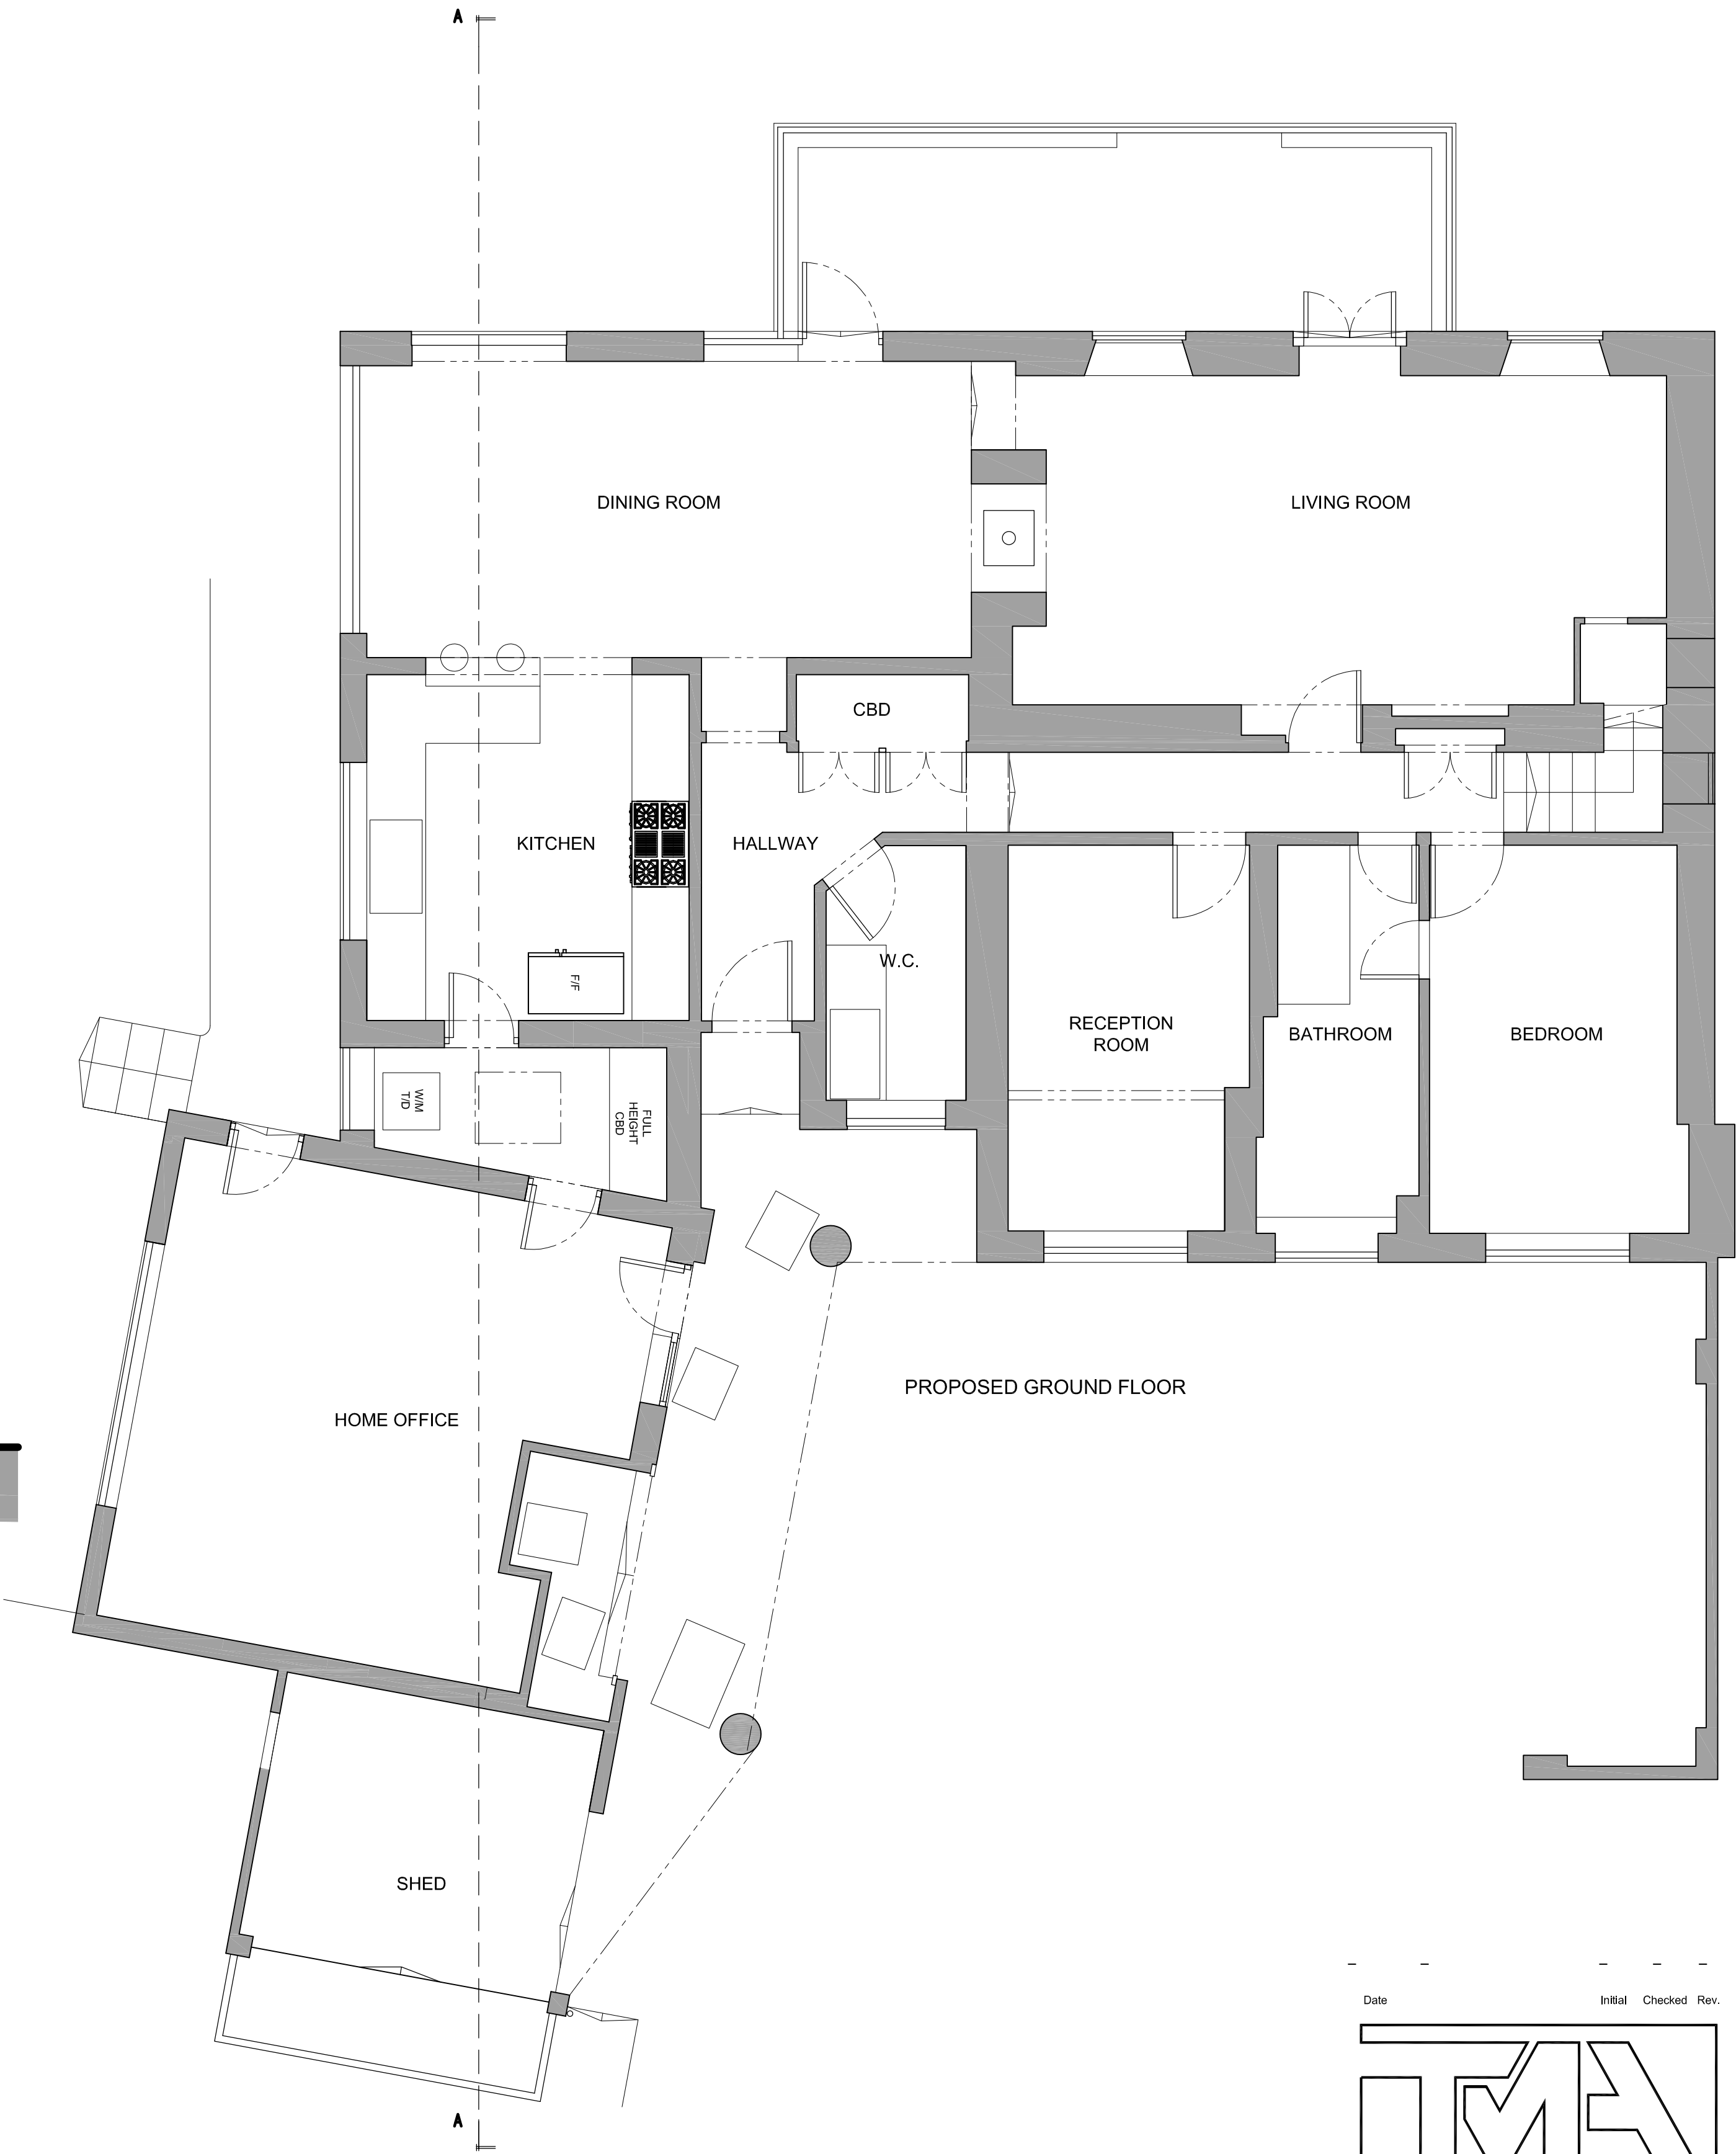 A
DINING ROOM
LIVING ROOM
CBD
KITCHEN
HALLWAY
W.C.
F/F
RECEPTION
ROOM
BATHROOM
BEDROOM
W/M
T/D
FULL
HEIGHT
CBD
PROPOSED GROUND FLOOR
HOME OFFICE
SHED
Date
Initial
Checked
Rev.
TMA
A